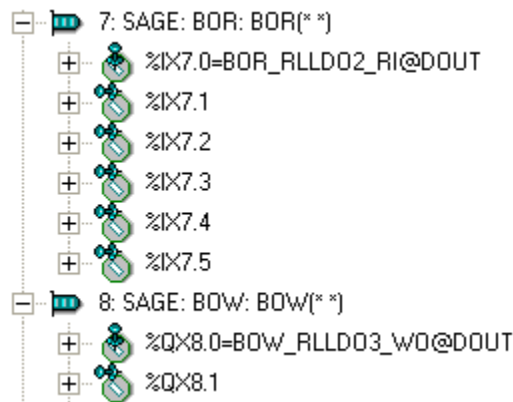 7: SAGE: BOR: BOR(* *)
%IX7.0=BOR_RLLDO2_RI@DOUT
%IX7.1
%IX7.2
%IX7.3
%IX7.4
%IX7.5
8: SAGE: BOW: BOW(* *)
%QX8.0=BOW_RLLDO3_WO@DOUT
%QX8.1